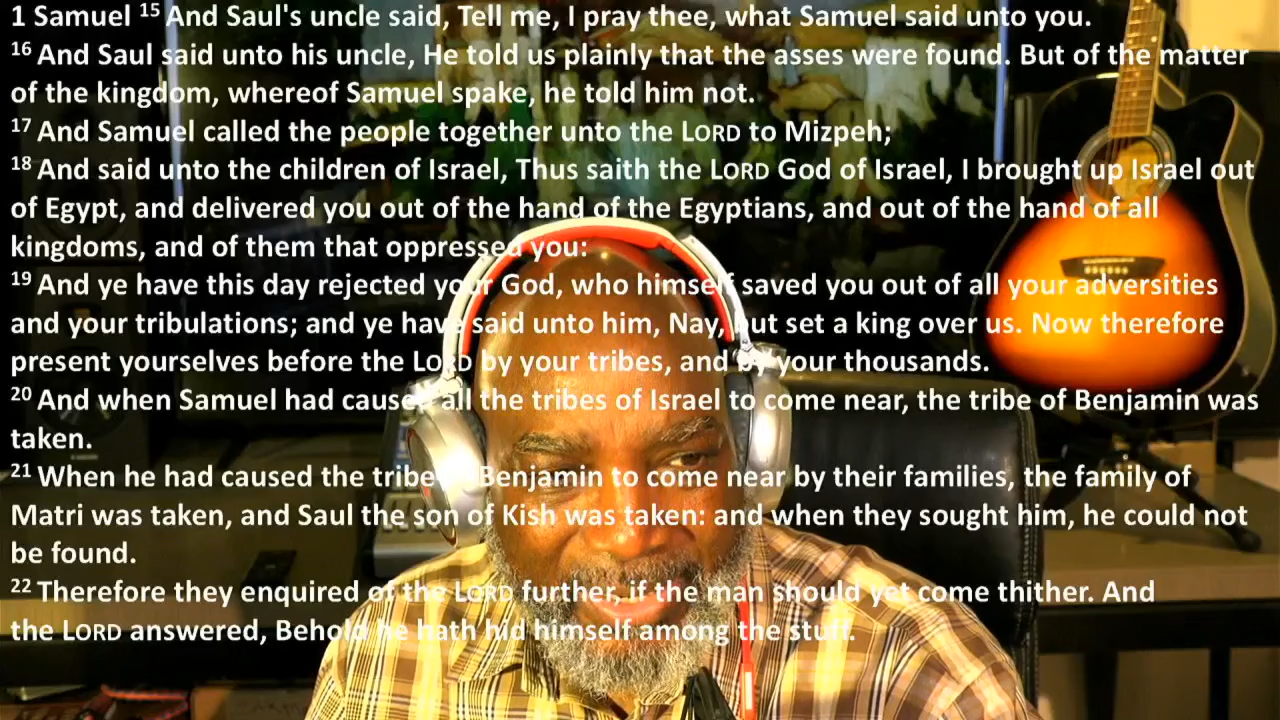 1 Samuel 15 And Saul's uncle said, Tell me, I pray thee, what Samuel said unto you.
16 And Saul said unto his uncle, He told us plainly that the asses were found. But of the matter
of the kingdom, whereof Samuel spake, he told him not.
17 And Samuel called the people together unto the LORD to Mizpeh;
18 And said unto the children of Israel, Thus saith the LORD God of Israel, I brought up Israel out
of Egypt, and delivered you out of the hand of the Egyptians, and out of the hand of all
kingdoms, and of them that oppressed you:
19 And ye have this day rejected your God, who himself saved you out of all your adversities
and your tribulations; and ye have said unto him, Nay, but set a king over us. Now therefore
present yourselves before the LORD by your tribes, and by your thousands.
20 And when Samuel had caused all the tribes of Israel to come near, the tribe of Benjamin was
taken.
21 When he had caused the tribe Benjamin to come near by their families, the family of
Matri was taken, and Saul the son of Kish was taken: and when they sought him, he could not
be found.
22 Therefore they enquired of the LORD further, if the man should yet come thither. And
the LORD answered, Behold he hath hid himself among the stuff.